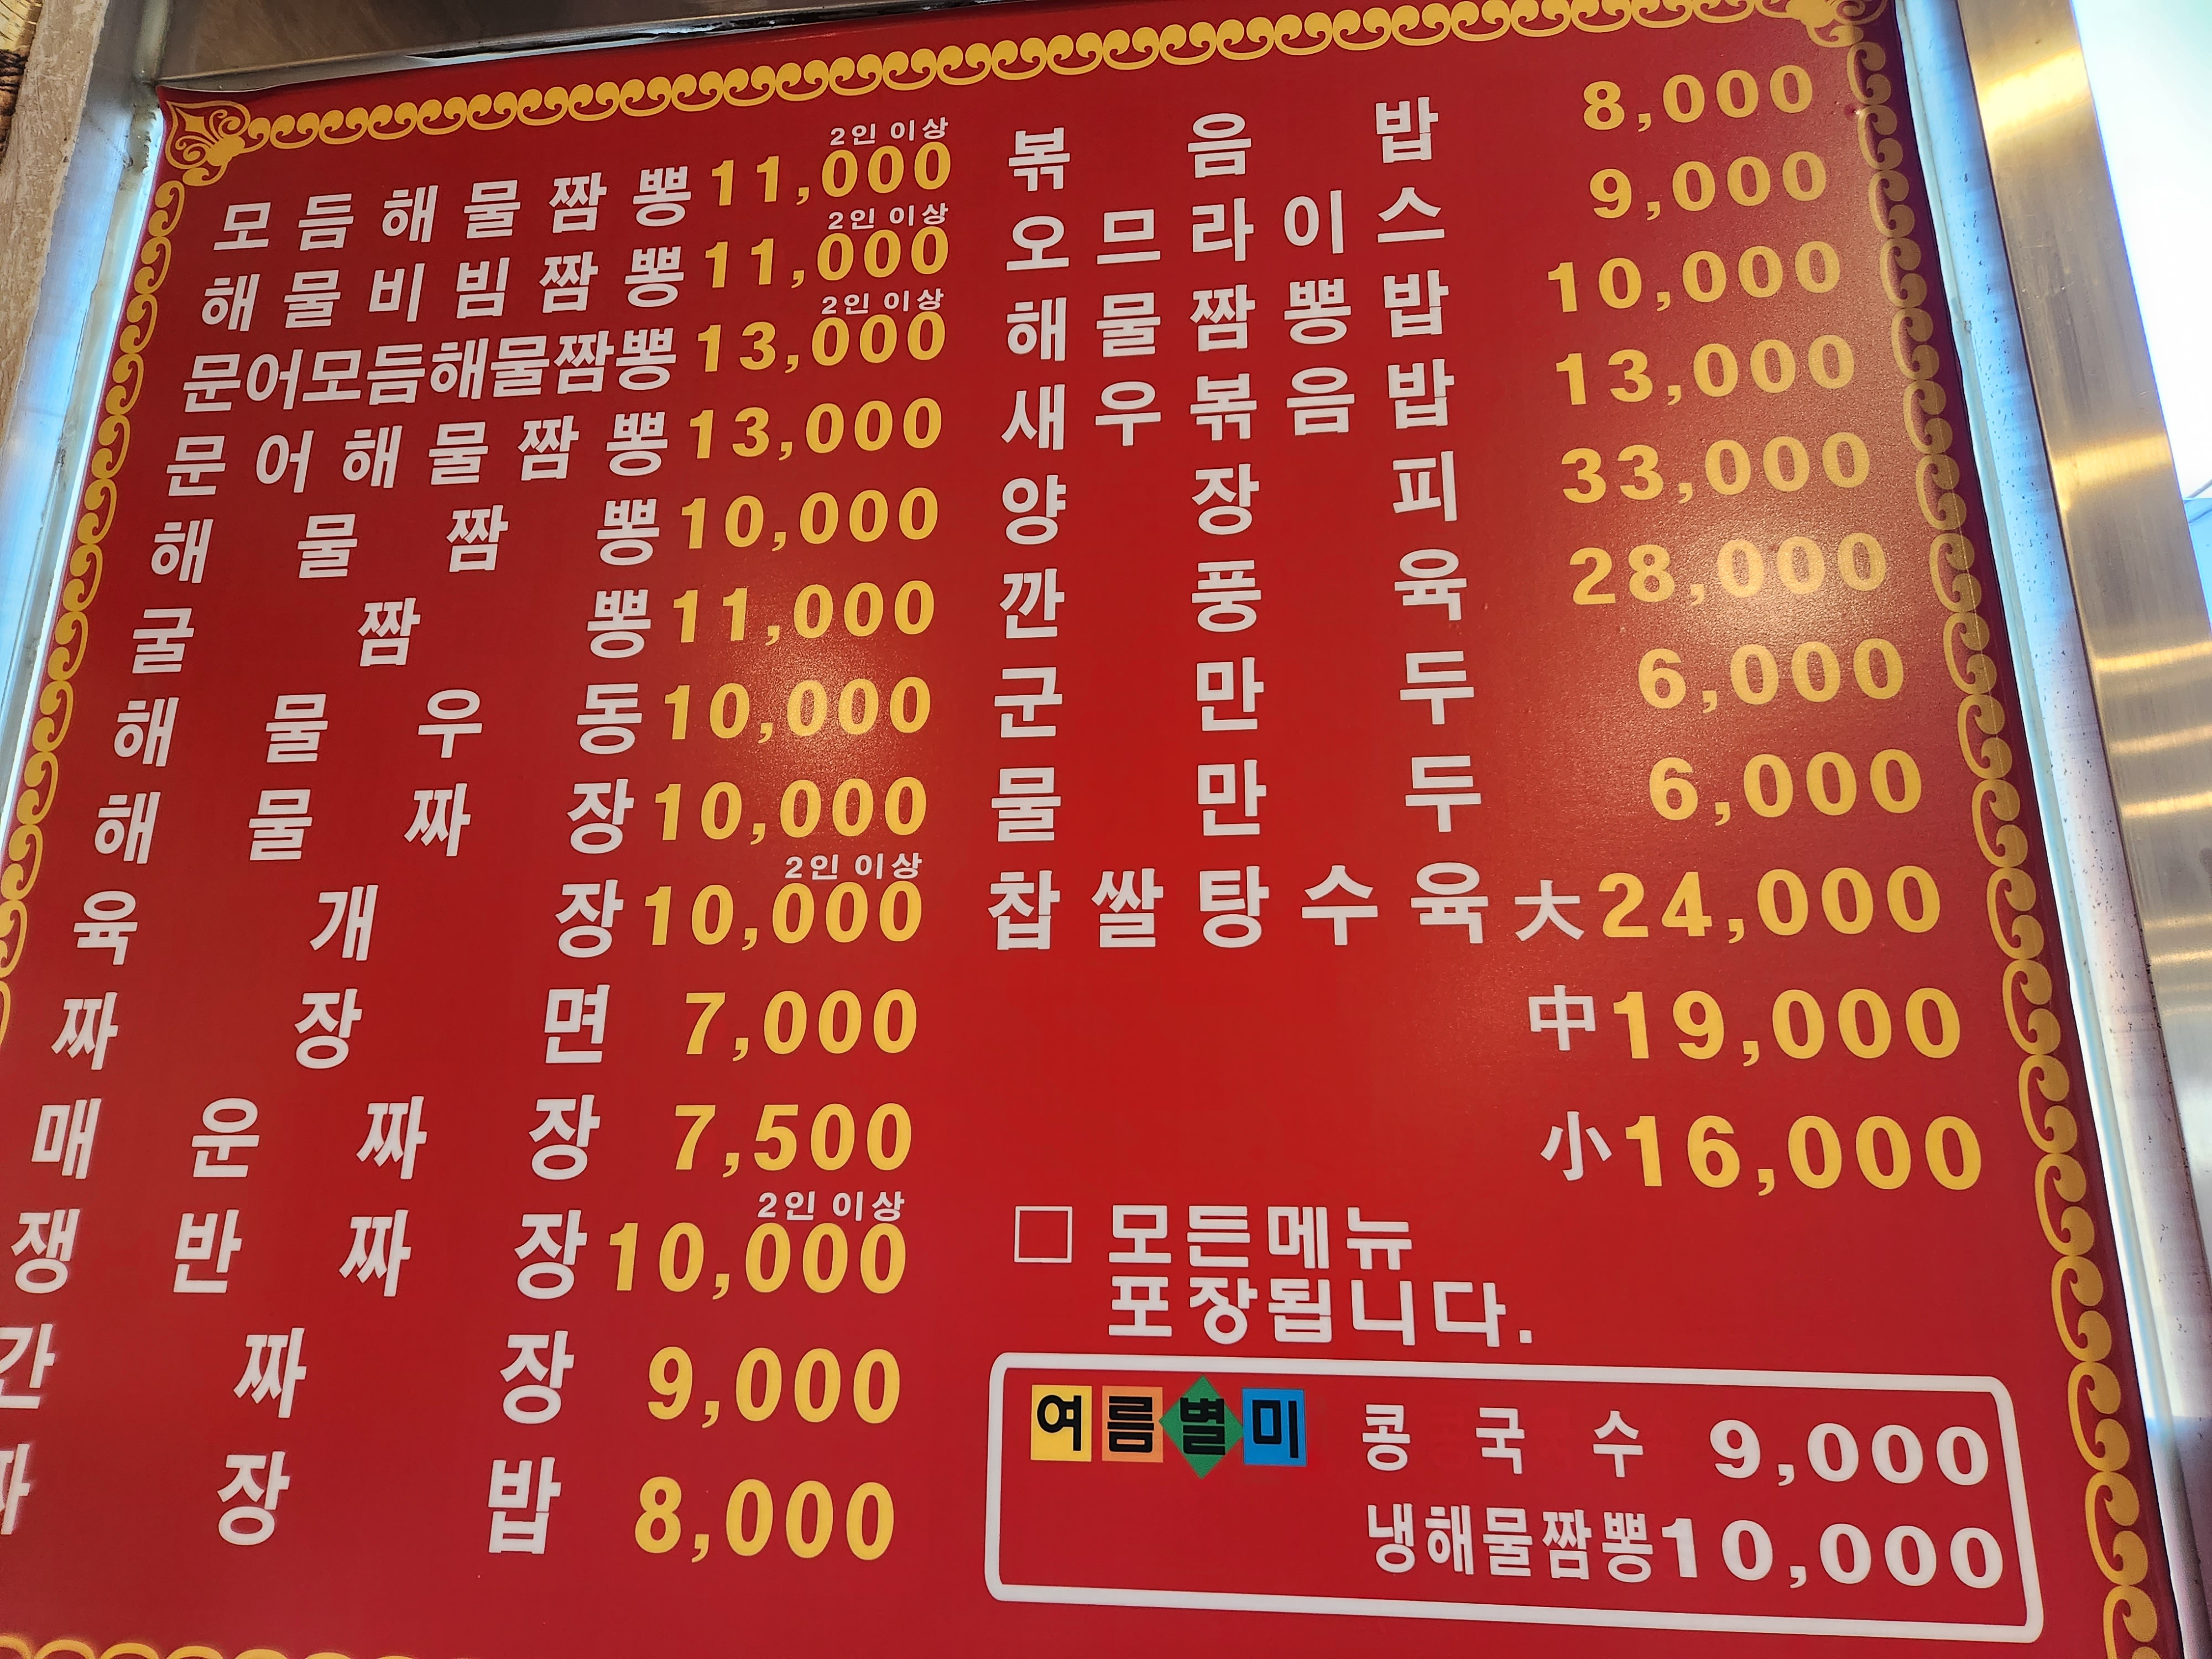 2인 이상
모듬해물짬뽕 11,000
2인 이상
해물비빔짬뽕 11,000
2인 이상
문어모듬해물짬뽕 13,000
문어해물짬뽕 13,000
해물짬뽕 10,000
굴짬뽕 11,000
해물우동 10,000
해물짜장 10,000
2인 이상
육개장 10,000
짜장면 7,000
매운짜장 7,500
2인 이상
쟁반짜장 10,000
간짜장 9,000
짜장밥 8,000
볶음밥 8,000
오므라이스 9,000
해물짬뽕밥 10,000
새우볶음밥 13,000
양장피 33,000
깐풍육 28,000
군만두 6,000
물만두 6,000
찹쌀탕수육 大 24,000
中 19,000
小 16,000
□ 모든메뉴
포장됩니다.
여름별미 콩국수 9,000
냉해물짬뽕 10,000